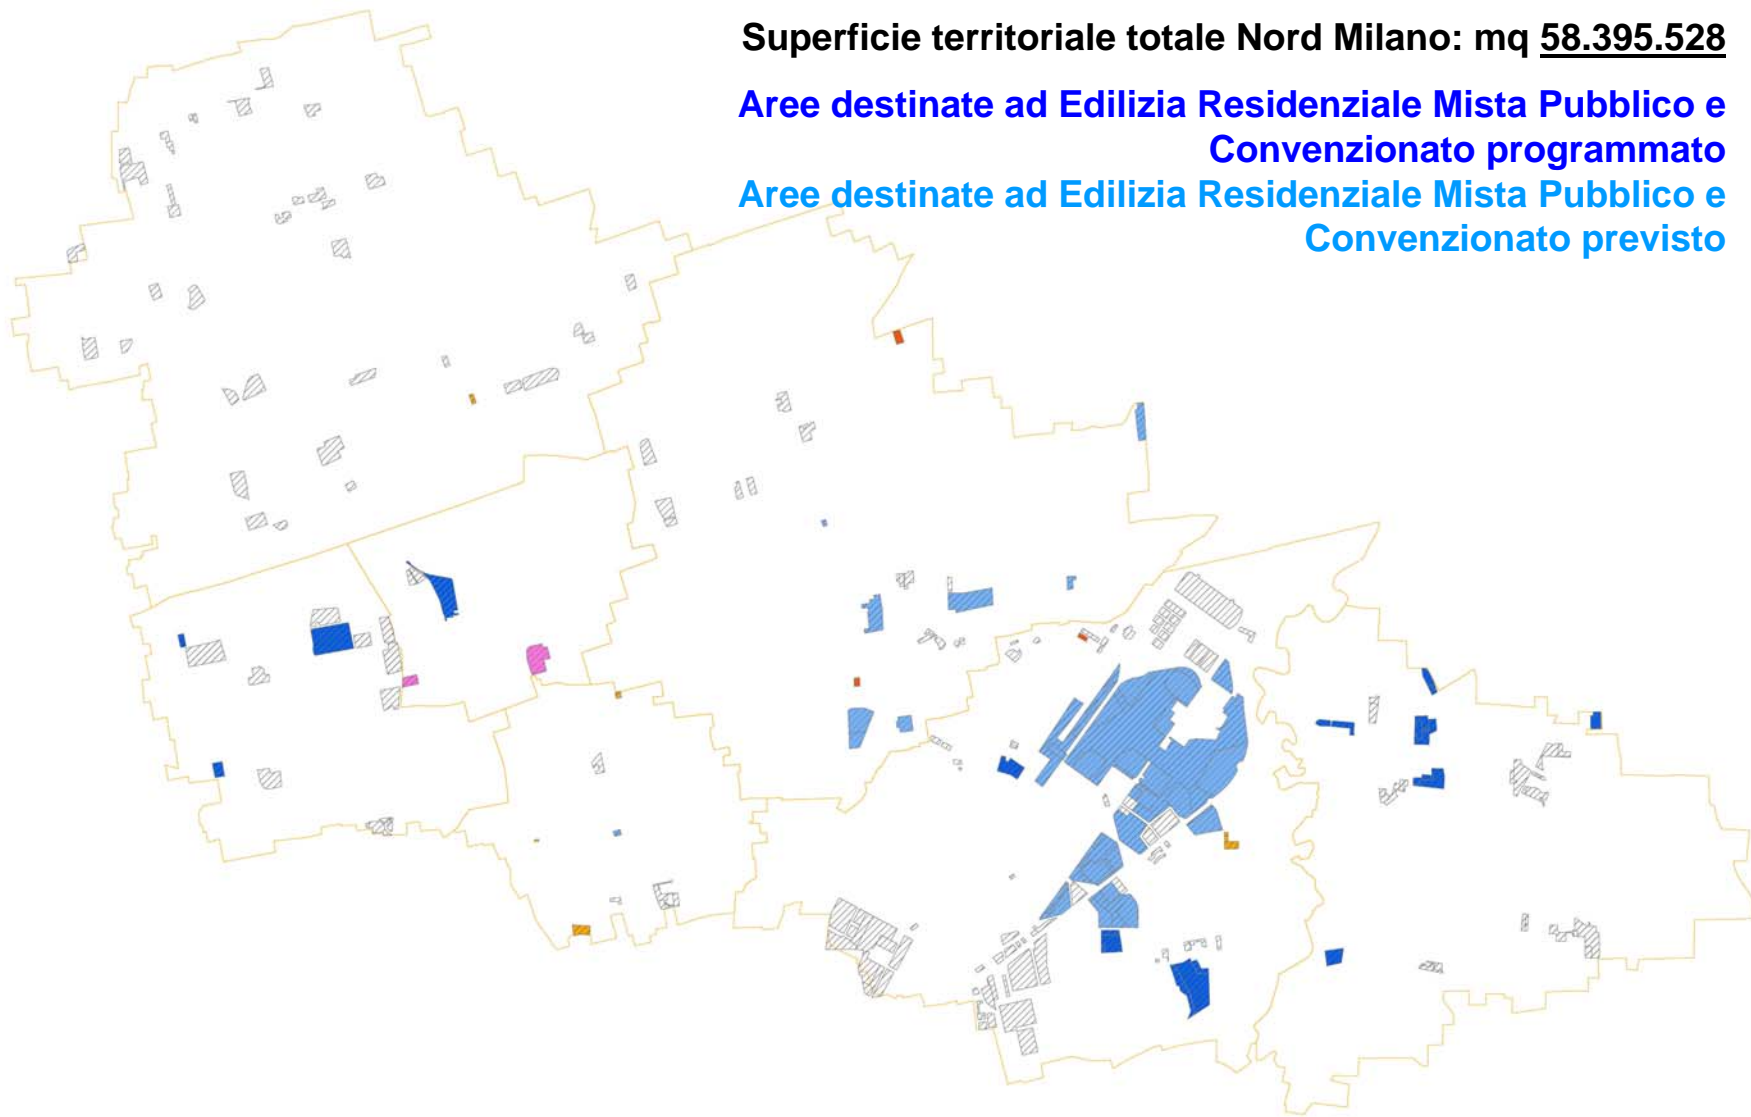 Superficie territoriale totale Nord Milano: mq 58.395.528
Aree destinate ad Edilizia Residenziale Mista Pubblico e
Convenzionato programmato
Aree destinate ad Edilizia Residenziale Mista Pubblico e
Convenzionato previsto